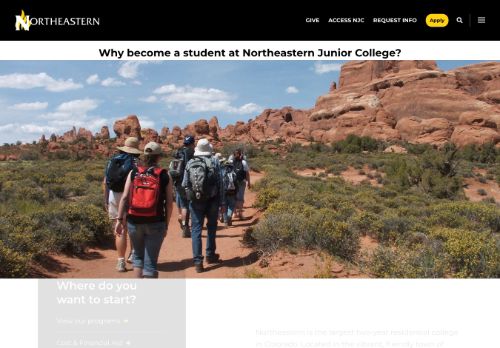 NORTHEASTERN
GIVE
ACCESS NJC
REQUEST INFO
Apply
Why become a student at Northeastern Junior College?
Where do you
want to start?
View our programs
Cost & Financial Aid
Northeastern is the largest two-year residential college
in Colorado. Located in the vibrant, friendly town of